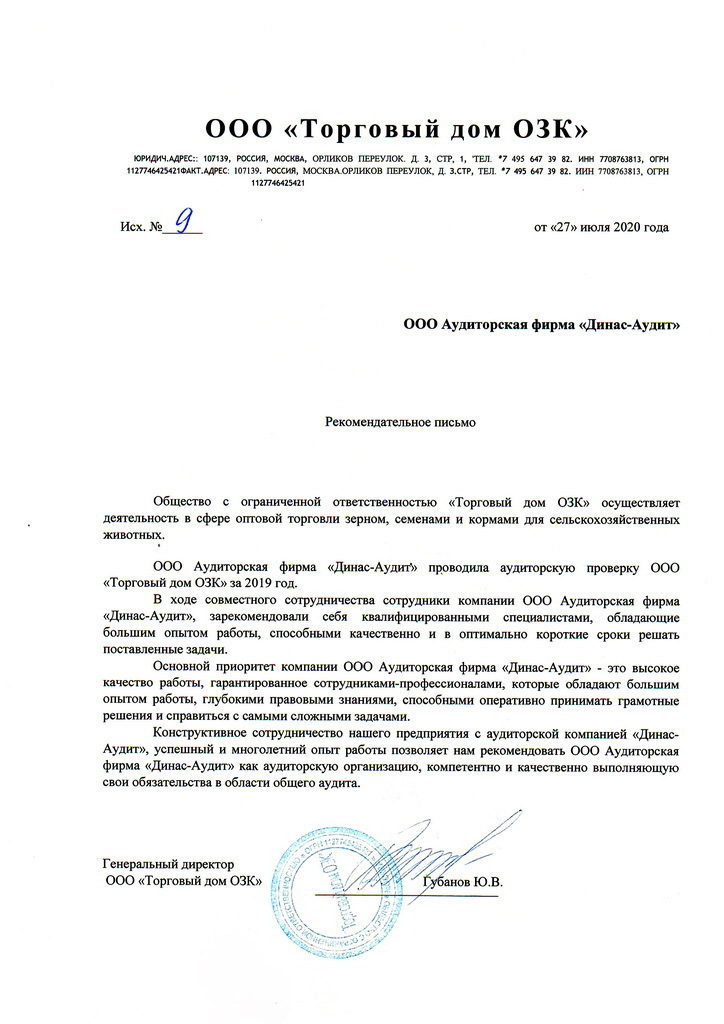 ООО «Торговый дом ОЗК»
ЮРИДИЧ.АДРЕС:: 107139, РОССИЯ, МОСКВА, ОРЛИКОВ ПЕРЕУЛОК. Д. 3, СТР, 1, ТЕЛ. *7 495 647 39 82. ИНН 7708763813, ОГРН
1127746425421ФАКТ.АДРЕС: 107139. РОССИЯ, МОСКВА.ОРЛИКОВ ПЕРЕУЛОК, Д. 3.СТР, ТЕЛ. *7 495 647 39 82. ИИН 7708763813, ОГРН
1127746425421
Исх. № 9
от «27» июля 2020 года
ООО Аудиторская фирма «Динас-Аудит»
Рекомендательное письмо
Общество с ограниченной ответственностью «Торговый дом ОЗК» осуществляет
деятельность в сфере оптовой торговли зерном, семенами и кормами для сельскохозяйственных
животных.
ООО Аудиторская фирма «Динас-Аудит» проводила аудиторскую проверку ООО
«Торговый дом ОЗК» за 2019 год.
В ходе совместного сотрудничества сотрудники компании ООО Аудиторская фирма
«Динас-Аудит», зарекомендовали себя квалифицированными специалистами, обладающие
большим опытом работы, способными качественно и в оптимально короткие сроки решать
поставленные задачи.
Основной приоритет компании ООО Аудиторская фирма «Динас-Аудит» - это высокое
качество работы, гарантированное сотрудниками-профессионалами, которые обладают большим
опытом работы, глубокими правовыми знаниями, способными оперативно принимать грамотные
решения и справиться с самыми сложными задачами.
Конструктивное сотрудничество нашего предприятия с аудиторской компанией «Динас-
Аудит», успешный и многолетний опыт работы позволяет нам рекомендовать ООО Аудиторская
фирма «Динас-Аудит» как аудиторскую организацию, компетентно и качественно выполняющую
свои обязательства в области общего аудита.
Генеральный директор
ООО «Торговый дом ОЗК»
Губанов Ю.В.